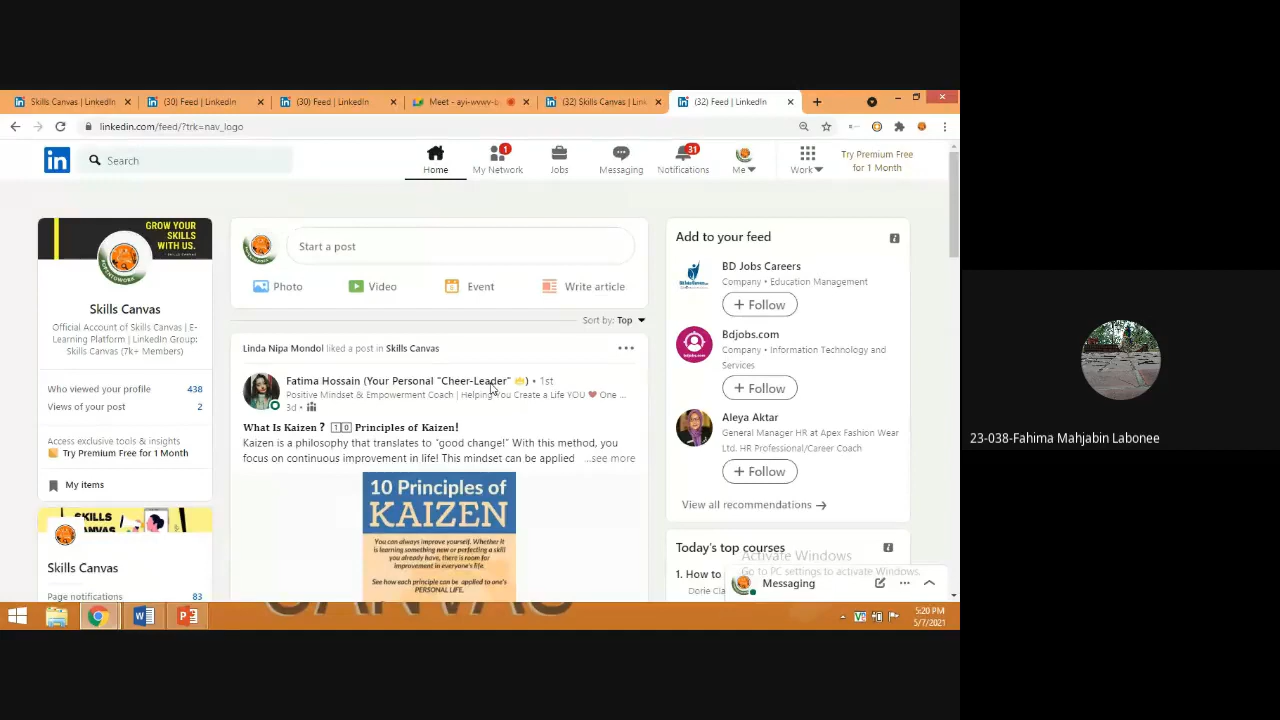 Skills Canvas | LinkedIn
(30) Feed | LinkedIn
(30) Feed | LinkedIn
Meet - ayi-wvwv-b
(32) Skills Canvas | Link
(32) Feed | LinkedIn
linkedin.com/feed/?trk=nav_logo
in
Search
Home
1
My Network
Jobs
Messaging
31
Notifications
Me
Work
Try Premium Free
for 1 Month
GROW YOUR
SKILLS
WITH US.
Skills Canvas
Official Account of Skills Canvas | E-
Learning Platform | LinkedIn Group:
Skills Canvas (7k+ Members)
Who viewed your profile 438
Views of your post 2
Access exclusive tools & insights
Try Premium Free for 1 Month
My items
SKILLS
Skills Canvas
Page notifications 83
Start a post
Photo
Video
Event
Write article
Sort by: Top
Linda Nipa Mondol liked a post in Skills Canvas
Fatima Hossain (Your Personal "Cheer-Leader" 👑) • 1st
Positive Mindset & Empowerment Coach | Helping You Create a Life YOU ❤ One ...
3d •
What Is Kaizen? 1 0 Principles of Kaizen!
Kaizen is a philosophy that translates to "good change!" With this method, you
focus on continuous improvement in life! This mindset can be applied ...see more
10 Principles of
KAIZEN
You can always improve yourself. Whether it
is learning something new or perfecting a skill
you already have, there is room for
improvement in everyone's life.
See how each principle can be applied to one's
PERSONAL LIFE.
CANVAS
Add to your feed
BD Jobs Careers
Company • Education Management
+ Follow
Bdjobs.com
Company • Information Technology and
Services
+ Follow
Aleya Aktar
General Manager HR at Apex Fashion Wear
Ltd. HR Professional/Career Coach
+ Follow
View all recommendations →
Today's top courses
1. How to
Dorie Cla
Activate Windows
Go to PC settings to activate Windows.
Messaging
5:20 PM
5/7/2021
23-038-Fahima Mahjabin Labonee